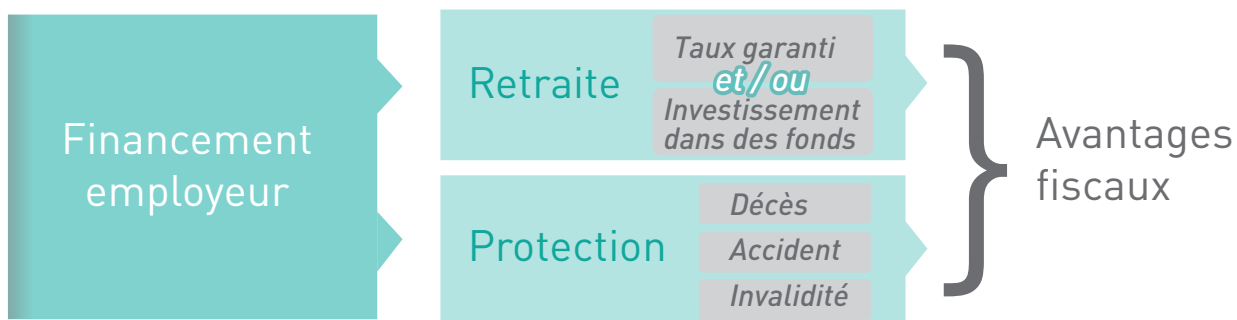 Financement
employeur
Retraite
Taux garanti
et / ou
Investissement
dans des fonds
Protection
Décès
Accident
Invalidité
Avantages
fiscaux